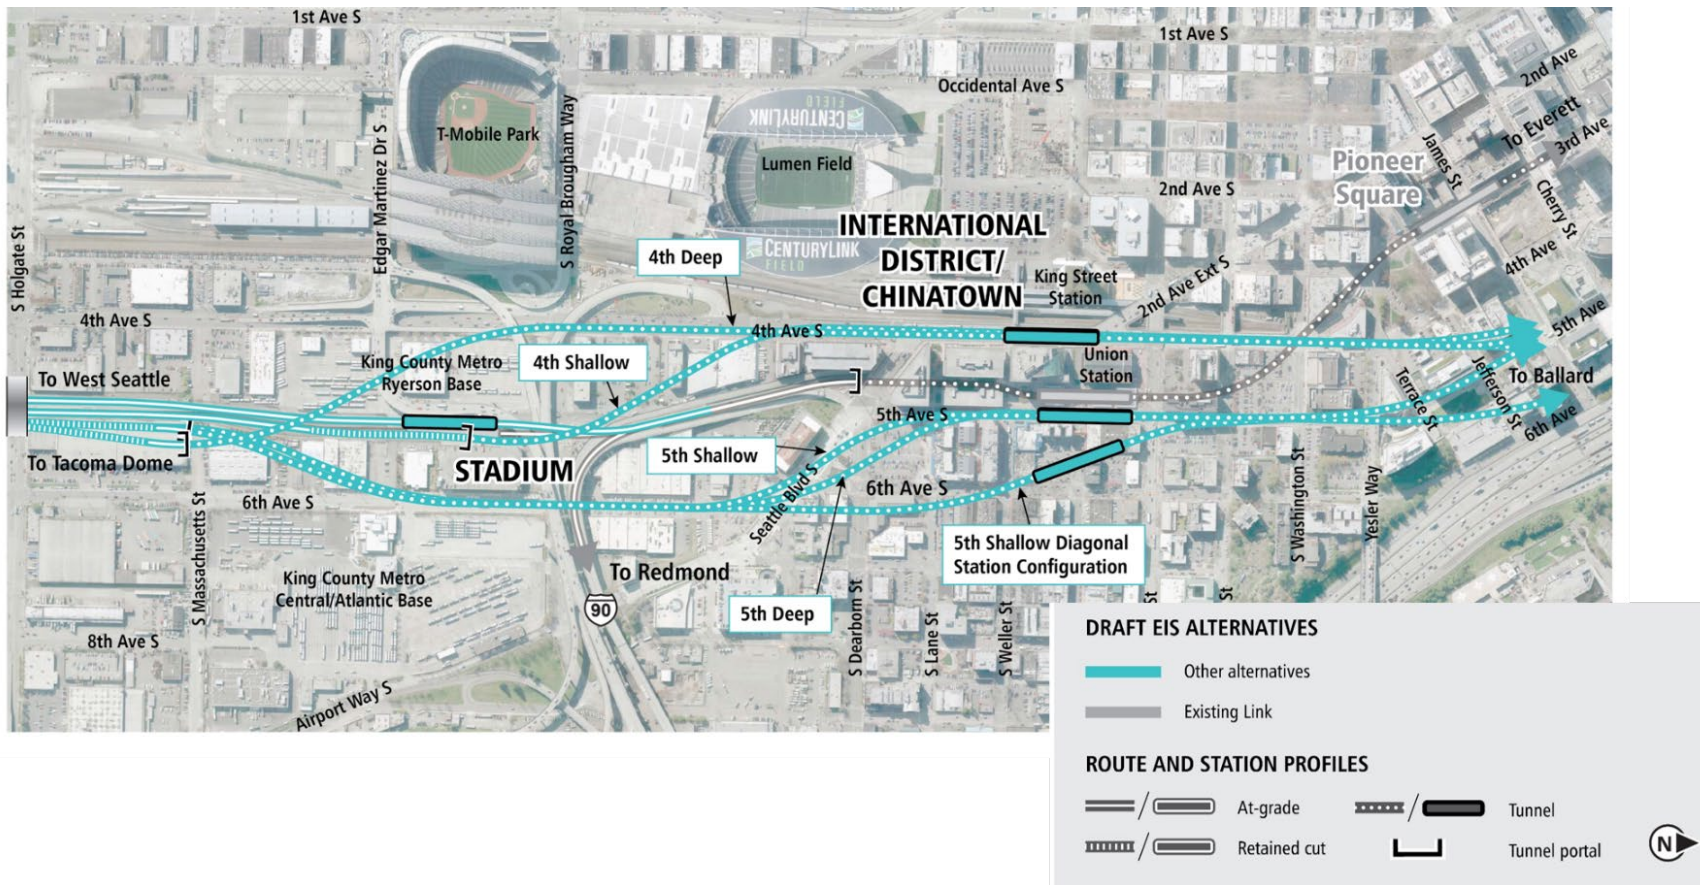 1st Ave S
1st Ave S
2nd Ave
Occidental Ave S
CENTURYLINK
FIELD
To Everett
3rd Ave
T-Mobile Park
S Royal Brougham Way
Edgar Martinez Dr S
Lumen Field
Pioneer
Square
James St
Cherry St
2nd Ave S
S Holgate St
INTERNATIONAL
DISTRICT/
CHINATOWN
CENTURYLINK
FIELD
4th Deep
King Street
Station
2nd Ave Ext S
4th Ave
4th Ave S
4th Ave S
5th Ave
King County Metro
Ryerson Base
4th Shallow
Union
Station
To West Seattle
Terrace St
Jefferson St
To Ballard
5th Ave S
6th Ave
To Tacoma Dome
STADIUM
5th Shallow
6th Ave S
6th Ave S
Seattle Blvd S
S Massachusetts St
S Washington St
Yesler Way
5th Shallow Diagonal
Station Configuration
To Redmond
King County Metro
Central/Atlantic Base
90
5th Deep
8th Ave S
Airport Way S
S Dearborn St
S Lane St
S Weller St
St
St
DRAFT EIS ALTERNATIVES
Other alternatives
Existing Link
ROUTE AND STATION PROFILES
At-grade
Tunnel
Retained cut
Tunnel portal
N